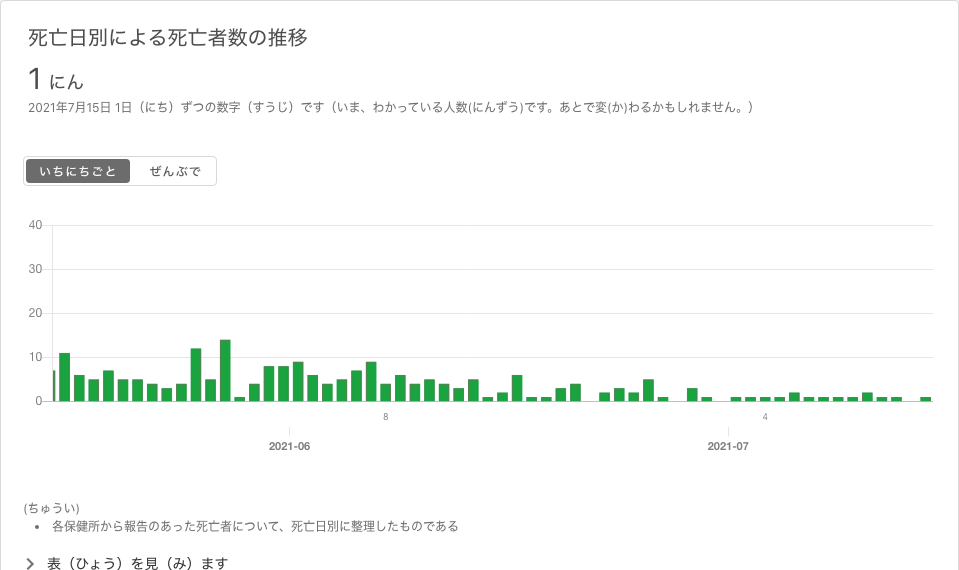 死亡日別による死亡者数の推移
1 にん
2021年7月15日 1日（にち）ずつの数字（すうじ）です（いま、わかっている人数(にんずう)です。あとで変(か)わるかもしれません。）
いちにちごと ぜんぶで
40
30
20
10
0
8 4
2021-06 2021-07
(ちゅうい)
• 各保健所から報告のあった死亡者について、死亡日別に整理したものである
表（ひょう）を見（み）ます